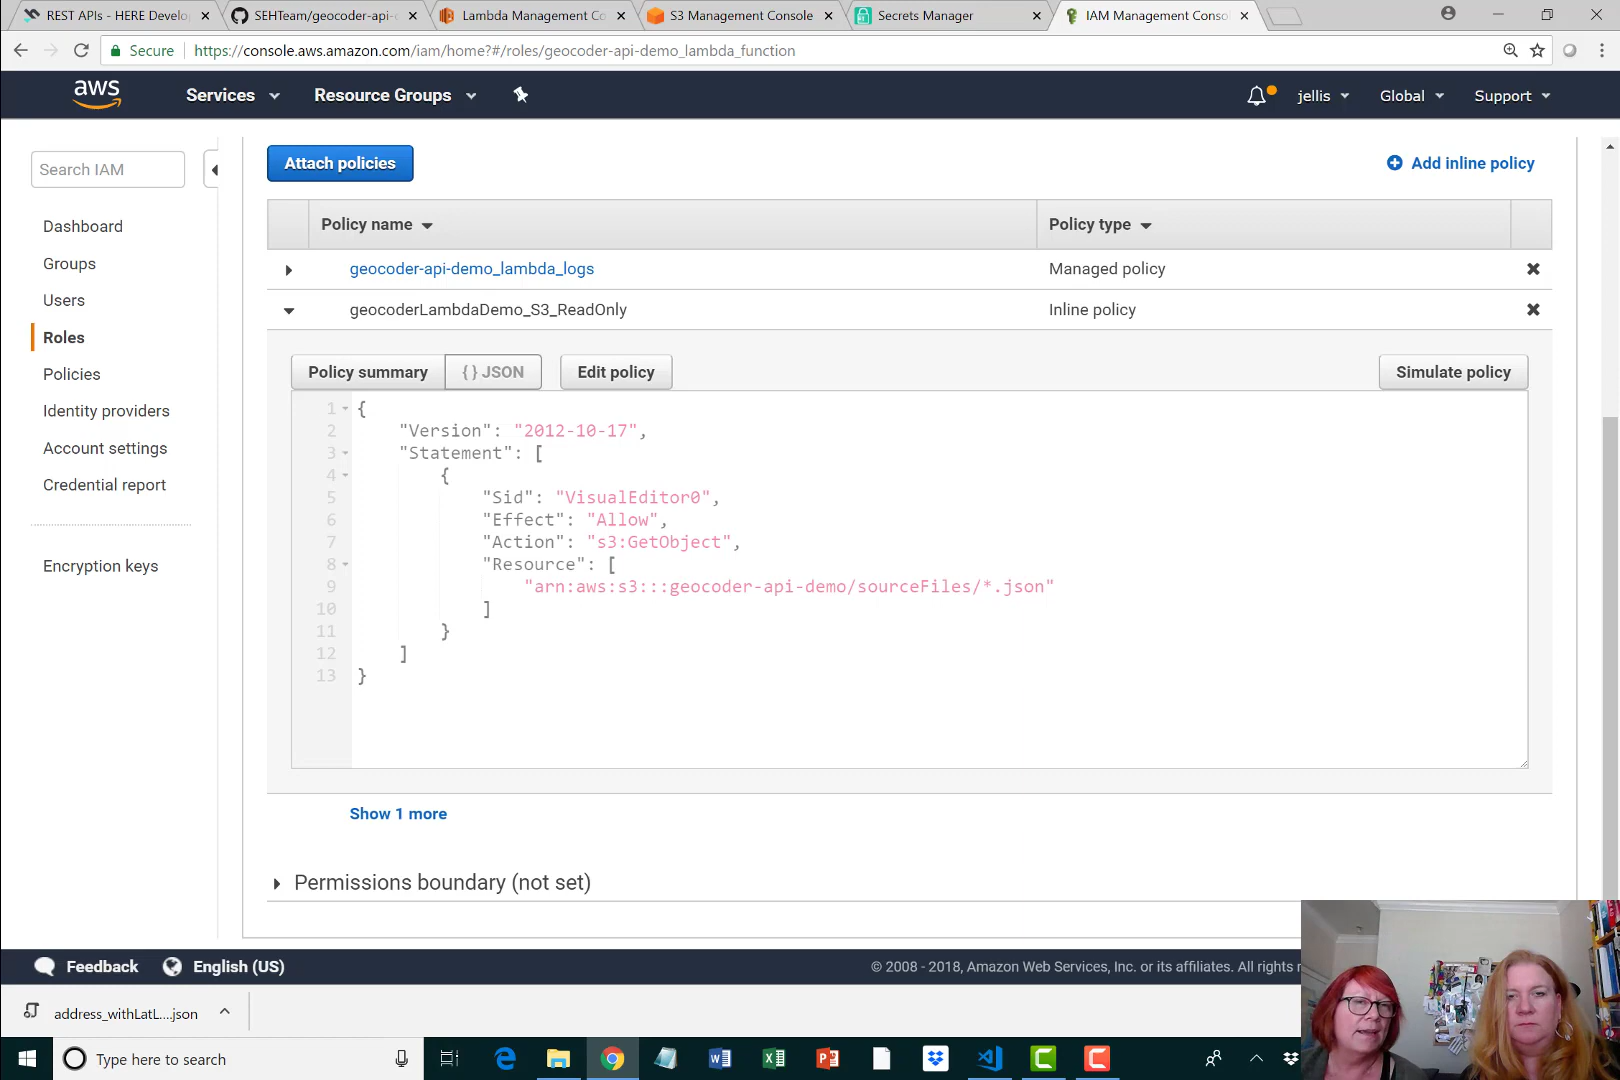 REST APIs - HERE Develo
SEHTeam/geocoder-api-
Lambda Management Co
S3 Management Console
Secrets Manager
IAM Management Conso
Secure
https://console.aws.amazon.com/iam/home?#/roles/geocoder-api-demo_lambda_function
aws
Services
Resource Groups
jellis
Global
Support
Search IAM
Dashboard
Groups
Users
Roles
Policies
Identity providers
Account settings
Credential report
Encryption keys
Attach policies
Add inline policy
Policy name
Policy type
geocoder-api-demo_lambda_logs
Managed policy
geocoderLambdaDemo_S3_ReadOnly
Inline policy
Policy summary
{ } JSON
Edit policy
Simulate policy
1 {
2 "Version": "2012-10-17",
3 "Statement": [
4 {
5 "Sid": "VisualEditor0",
6 "Effect": "Allow",
7 "Action": "s3:GetObject",
8 "Resource": [
9 "arn:aws:s3:::geocoder-api-demo/sourceFiles/*.json"
10 ]
11 }
12 ]
13 }
Show 1 more
Permissions boundary (not set)
Feedback
English (US)
© 2008 - 2018, Amazon Web Services, Inc. or its affiliates. All rights r
address_withLatL....json
Type here to search